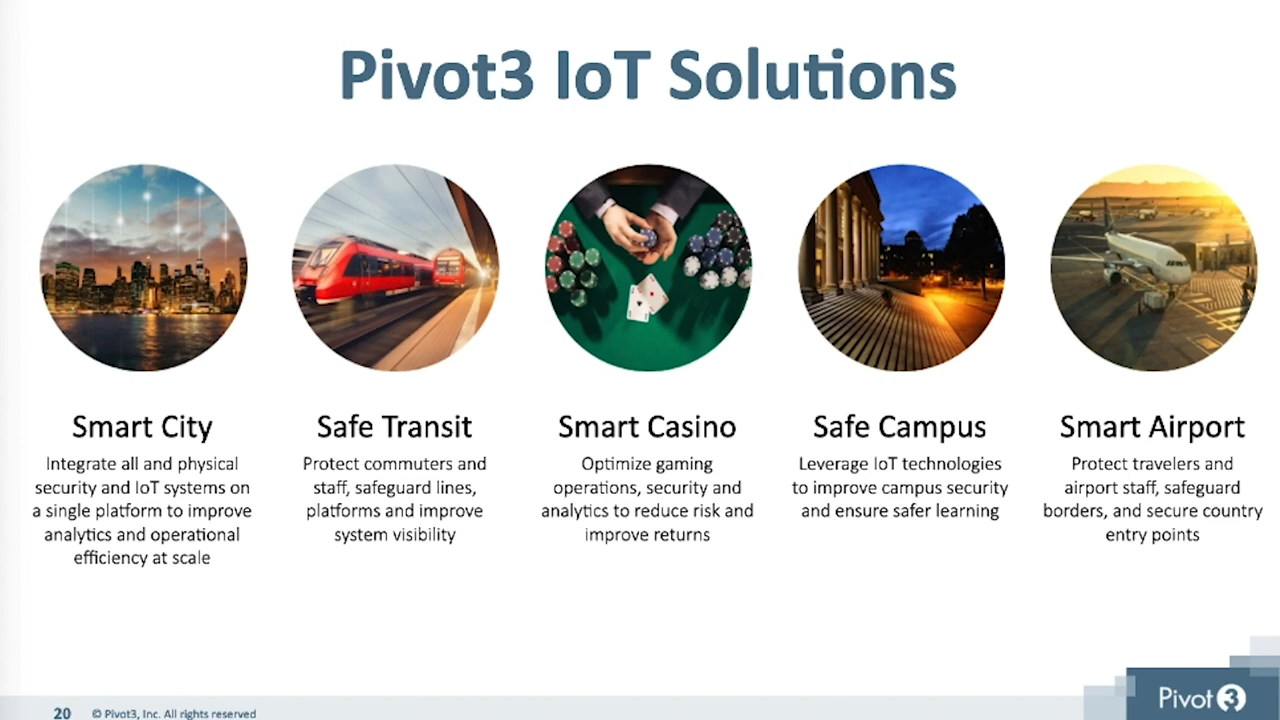 Pivot3 IoT Solutions
Smart City
Integrate all and physical
security and IoT systems on
a single platform to improve
analytics and operational
efficiency at scale
Safe Transit
Protect commuters and
staff, safeguard lines,
platforms and improve
system visibility
Smart Casino
Optimize gaming
operations, security and
analytics to reduce risk and
improve returns
Safe Campus
Leverage IoT technologies
to improve campus security
and ensure safer learning
Smart Airport
Protect travelers and
airport staff, safeguard
borders, and secure country
entry points
20 © Pivot3, Inc. All rights reserved
Pivot3